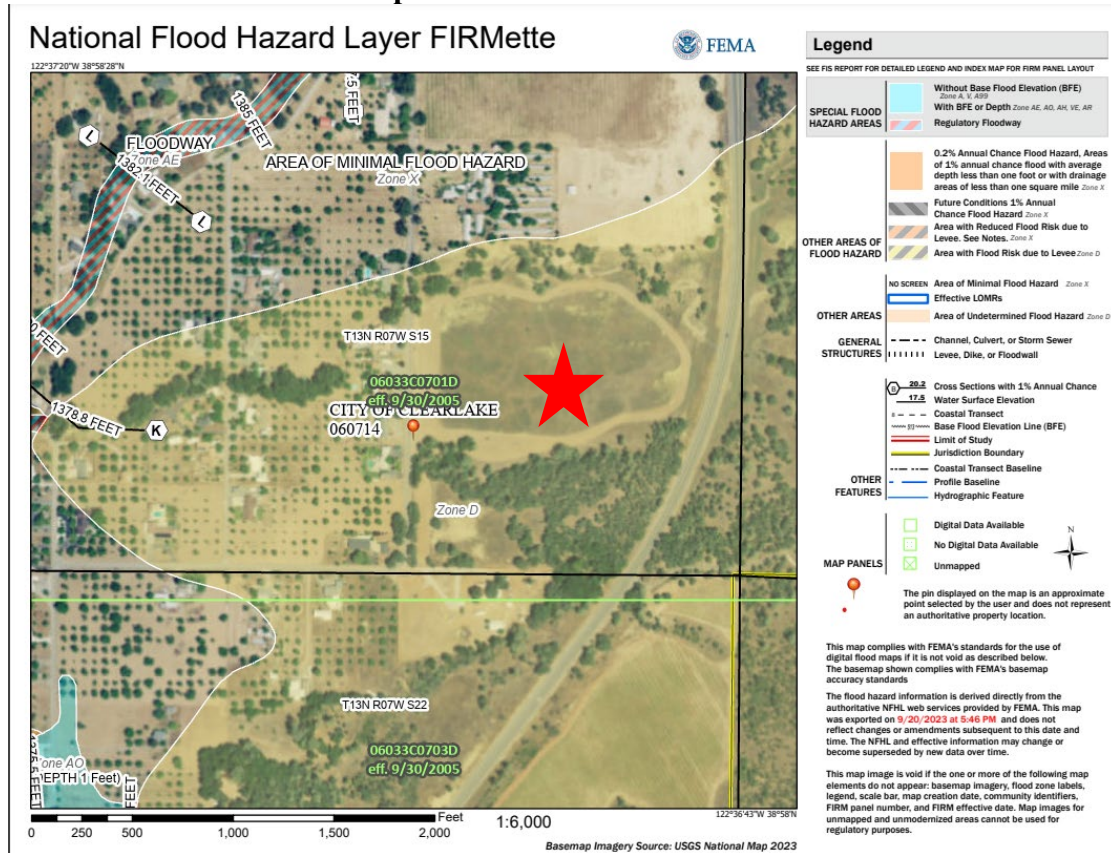 National Flood Hazard Layer FIRMette
FEMA
122°37'20"W 38°58'28"N
1385 FEET
FLOODWAY
Zone AE
1382.1 FEET
L
L
AREA OF MINIMAL FLOOD HAZARD
Zone X
T13N R07W S15
06033C0701D
eff. 9/30/2005
CITY OF CLEARLAKE
060714
1378.8 FEET
K
Zone D
T13N R07W S22
06033C0703D
eff. 9/30/2005
EPTH 1 Feet)
FEET
122°36'43"W 38°58'N
0 250 500 1,000 1,500 2,000 Feet
1:6,000
Basemap Imagery Source: USGS National Map 2023
Legend
SEE FIS REPORT FOR DETAILED LEGEND AND INDEX MAP FOR FIRM PANEL LAYOUT
SPECIAL FLOOD
HAZARD AREAS
Without Base Flood Elevation (BFE)
Zone A, V, A99
With BFE or Depth Zone AE, AO, AH, VE, AR
Regulatory Floodway
OTHER AREAS OF
FLOOD HAZARD
0.2% Annual Chance Flood Hazard, Areas
of 1% annual chance flood with average
depth less than one foot or with drainage
areas of less than one square mile Zone X
Future Conditions 1% Annual
Chance Flood Hazard Zone X
Area with Reduced Flood Risk due to
Levee. See Notes. Zone X
Area with Flood Risk due to Levee Zone D
OTHER AREAS
NO SCREEN Area of Minimal Flood Hazard Zone X
Effective LOMRs
Area of Undetermined Flood Hazard Zone D
GENERAL
STRUCTURES
Channel, Culvert, or Storm Sewer
Levee, Dike, or Floodwall
OTHER
FEATURES
20.2 Cross Sections with 1% Annual Chance
17.5 Water Surface Elevation
Coastal Transect
Base Flood Elevation Line (BFE)
Limit of Study
Jurisdiction Boundary
Coastal Transect Baseline
Profile Baseline
Hydrographic Feature
MAP PANELS
Digital Data Available
No Digital Data Available
Unmapped
N
The pin displayed on the map is an approximate
point selected by the user and does not represent
an authoritative property location.
This map complies with FEMA's standards for the use of
digital flood maps if it is not void as described below.
The basemap shown complies with FEMA's basemap
accuracy standards
The flood hazard information is derived directly from the
authoritative NFHL web services provided by FEMA. This map
was exported on 9/20/2023 at 5:46 PM and does not
reflect changes or amendments subsequent to this date and
time. The NFHL and effective information may change or
become superseded by new data over time.
This map image is void if the one or more of the following map
elements do not appear: basemap imagery, flood zone labels,
legend, scale bar, map creation date, community identifiers,
FIRM panel number, and FIRM effective date. Map images for
unmapped and unmodernized areas cannot be used for
regulatory purposes.